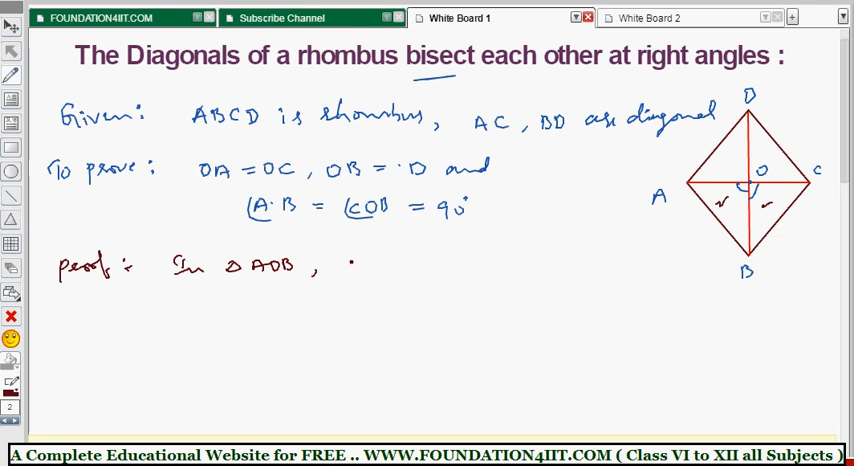 FOUNDATION4IIT.COM
Subscribe Channel
White Board 1
White Board 2
The Diagonals of a rhombus bisect each other at right angles :
Given: ABCD is rhombus, AC, BD are diagonal
To prove: OA = OC, OB = ·D and
∠A·B = ∠COB = 90°
Proof: In △ AOB,
D
O
C
A
B
2
A Complete Educational Website for FREE .. WWW.FOUNDATION4IIT.COM ( Class VI to XII all Subjects )